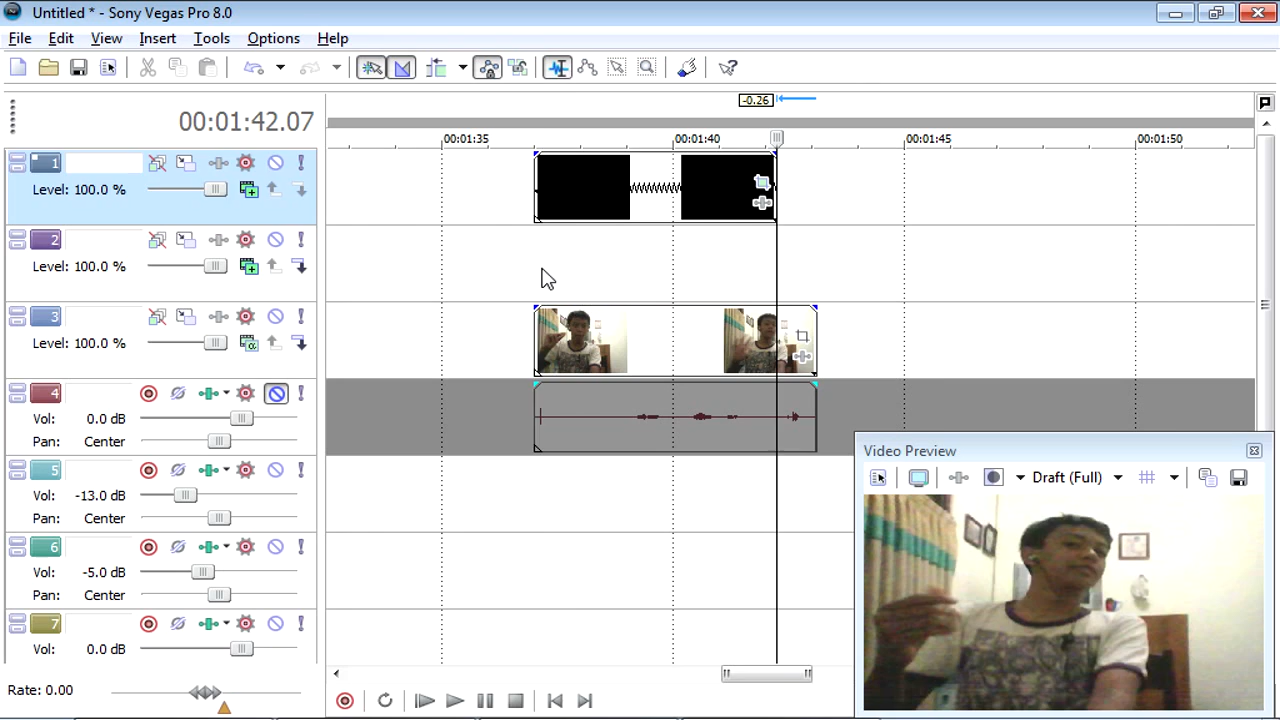 Untitled * - Sony Vegas Pro 8.0
File Edit View Insert Tools Options Help
-0.26
00:01:42.07
00:01:35 00:01:40 00:01:45 00:01:50
1
Level: 100.0 %
2
Level: 100.0 %
3
Level: 100.0 %
4
Vol: 0.0 dB
Pan: Center
5
Vol: -13.0 dB
Pan: Center
6
Vol: -5.0 dB
Pan: Center
7
Vol: 0.0 dB
Rate: 0.00
Video Preview
Draft (Full)